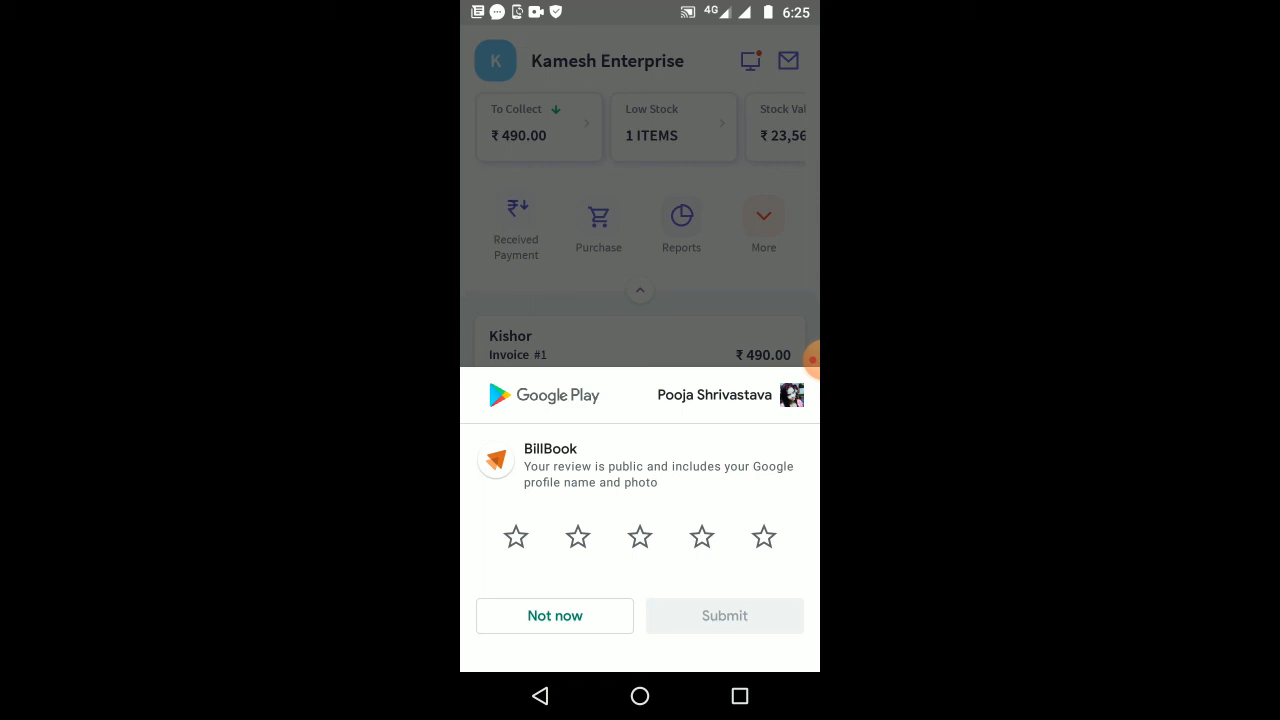 4G 6:25
K Kamesh Enterprise
To Collect Low Stock Stock Val
₹ 490.00 1 ITEMS ₹ 23,56
Received Payment Purchase Reports More
Kishor
Invoice #1 ₹ 490.00
Google Play Pooja Shrivastava
BillBook
Your review is public and includes your Google
profile name and photo
Not now Submit